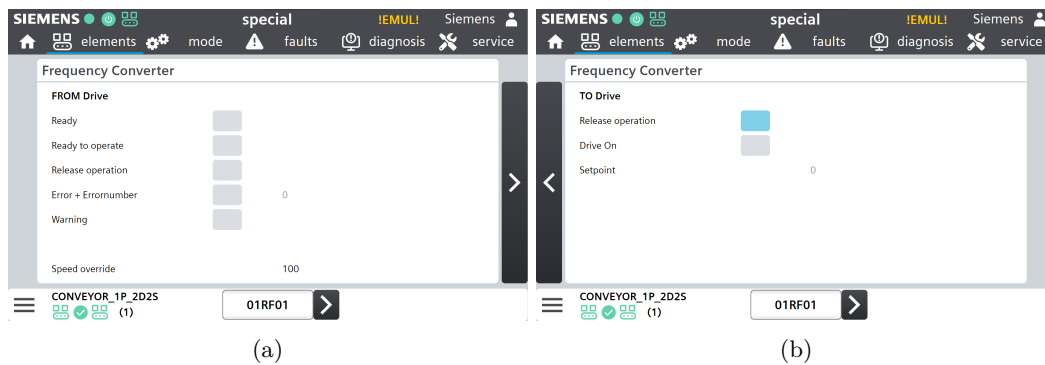 SIEMENS special !EMUL! Siemens
elements mode faults diagnosis service
Frequency Converter
FROM Drive
Ready
Ready to operate
Release operation
Error + Errornumber 0
Warning
Speed override 100
CONVEYOR_1P_2D2S
(1)
01RF01
(a)
SIEMENS special !EMUL! Siemens
elements mode faults diagnosis service
Frequency Converter
TO Drive
Release operation
Drive On
Setpoint 0
CONVEYOR_1P_2D2S
(1)
01RF01
(b)